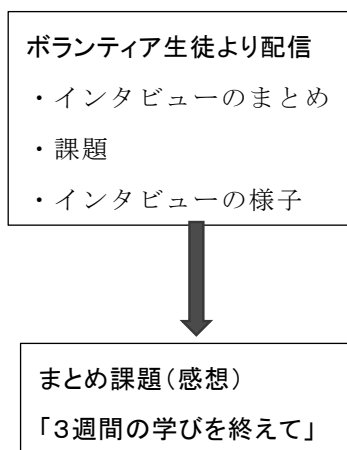 ボランティア生徒より配信
・インタビューのまとめ
・課題
・インタビューの様子
まとめ課題(感想)
「3週間の学びを終えて」